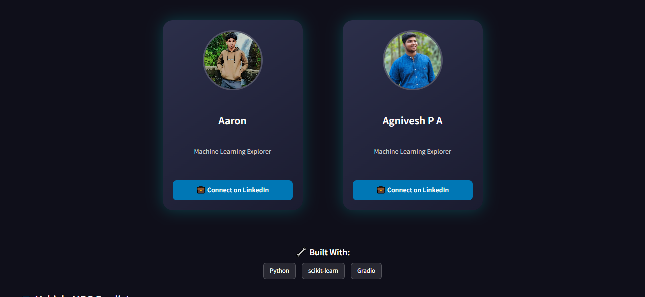 Aaron
Agnivesh P A
Machine Learning Explorer
Machine Learning Explorer
Connect on LinkedIn
Connect on LinkedIn
Built With:
Python
scikit-learn
Gradio